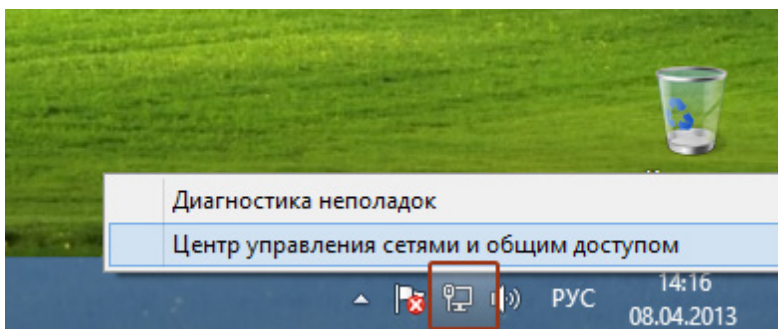 Диагностика неполадок
Центр управления сетями и общим доступом
РУС
14:16
08.04.2013